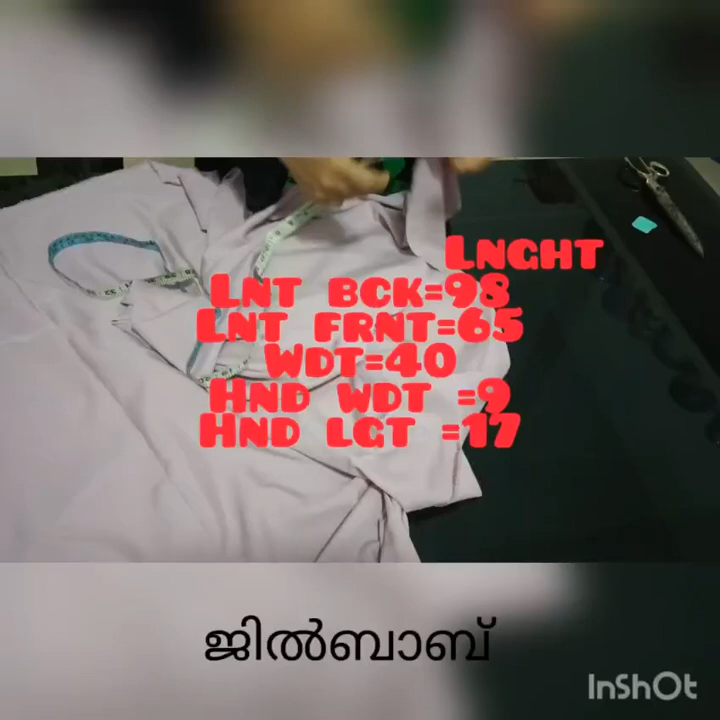 Lnght
Lnt bck=98
Lnt frnt=65
Wdt=40
Hnd wdt =9
Hnd lgt =17
ജിൽബാബ്
InShOt